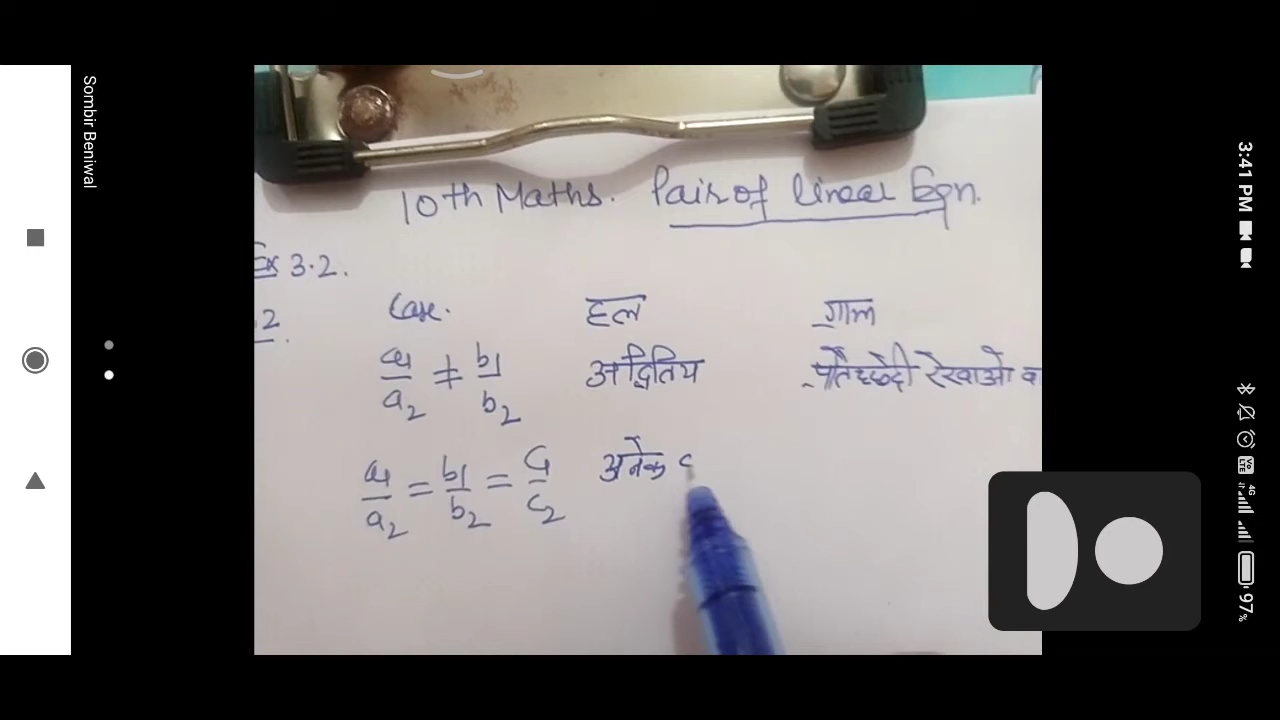 Sombir Beniwal
3:41 PM
4G
97%
10th Maths. Pair of linear Eqn.
Ex 3.2.
.2
Case. हल ग्राफ
a1/a2 ≠ b1/b2 अद्वितिय रेखाओ
a1/a2 = b1/b2 = c1/c2 अनेक